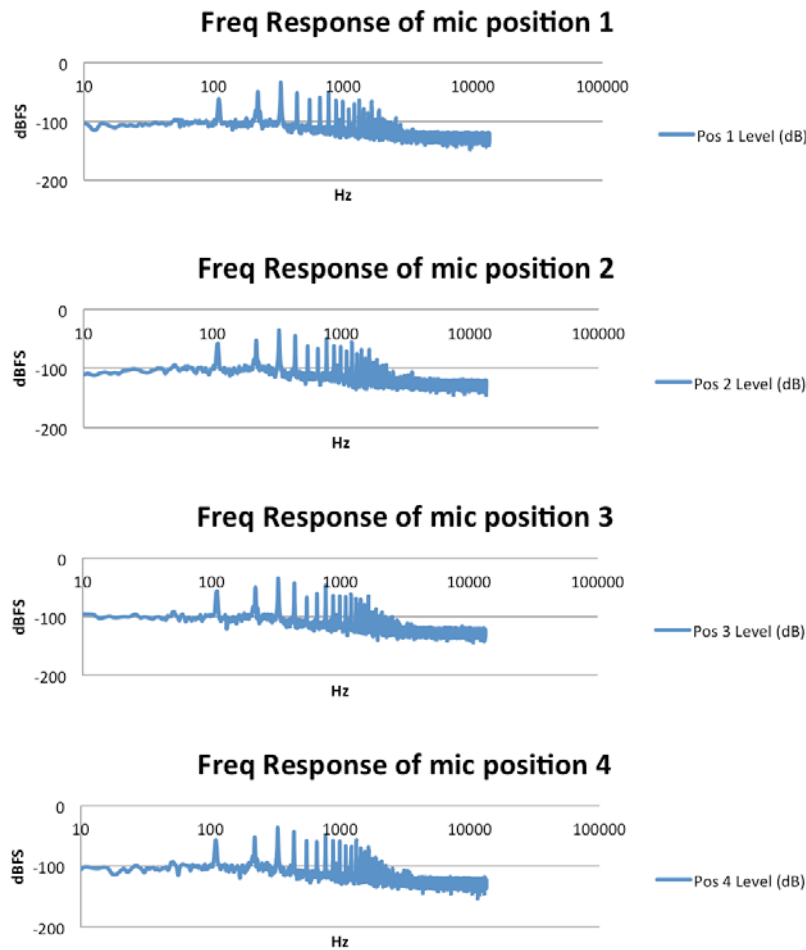 Freq Response of mic position 1
0
10 100 1000 10000 100000
-100
-200
dBFS
Hz
Pos 1 Level (dB)
Freq Response of mic position 2
0
10 100 1000 10000 100000
-100
-200
dBFS
Hz
Pos 2 Level (dB)
Freq Response of mic position 3
0
10 100 1000 10000 100000
-100
-200
dBFS
Hz
Pos 3 Level (dB)
Freq Response of mic position 4
0
10 100 1000 10000 100000
-100
-200
dBFS
Hz
Pos 4 Level (dB)